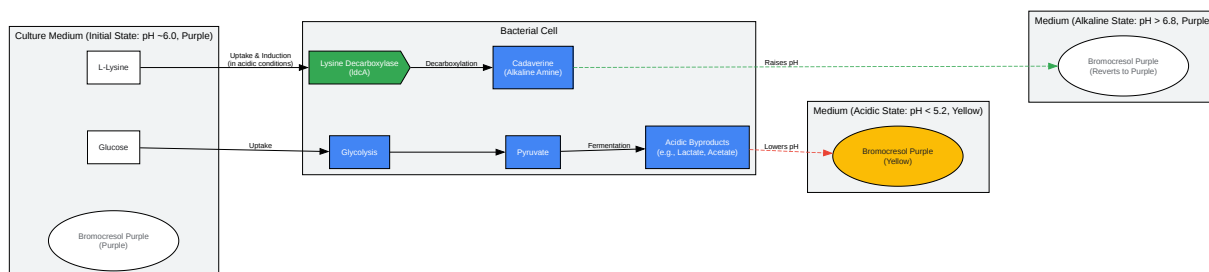 Culture Medium (Initial State: pH ~6.0, Purple)
L-Lysine
Glucose
Bromocresol Purple
(Purple)
Uptake & Induction
(in acidic conditions)
Uptake
Bacterial Cell
Lysine Decarboxylase
(ldcA)
Decarboxylation
Cadaverine
(Alkaline Amine)
Glycolysis
Pyruvate
Fermentation
Acidic Byproducts
(e.g., Lactate, Acetate)
Raises pH
Lowers pH
Medium (Acidic State: pH < 5.2, Yellow)
Bromocresol Purple
(Yellow)
Medium (Alkaline State: pH > 6.8, Purple
Bromocresol Purple
(Reverts to Purple)